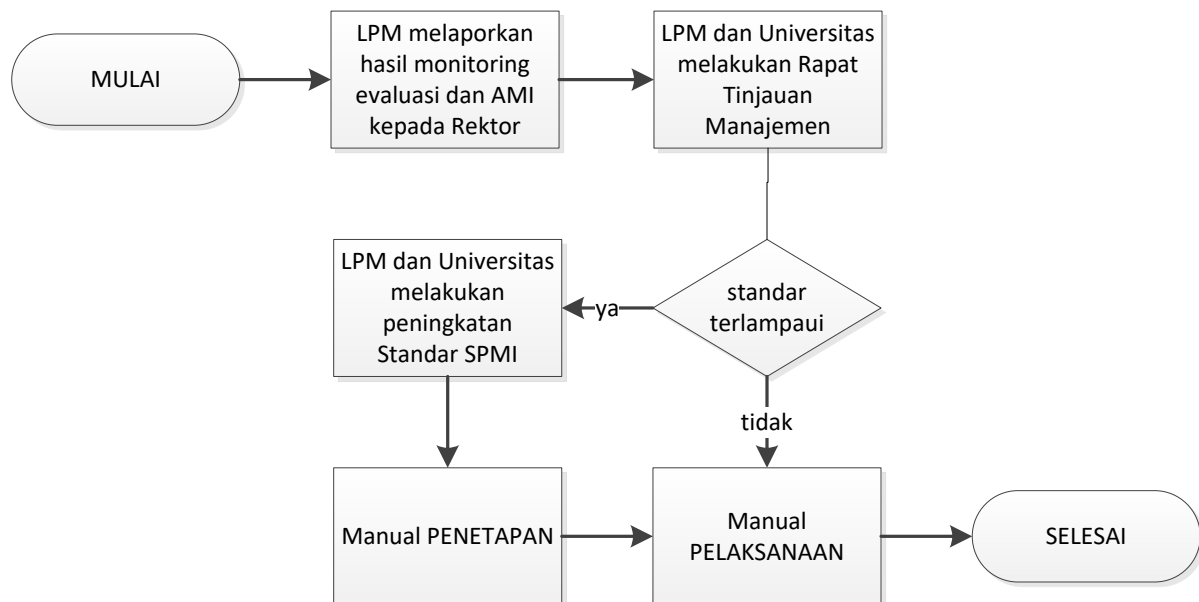 MULAI
LPM melaporkan
hasil monitoring
evaluasi dan AMI
kepada Rektor
LPM dan Universitas
melakukan Rapat
Tinjauan
Manajemen
standar
terlampaui
ya
LPM dan Universitas
melakukan
peningkatan
Standar SPMI
tidak
Manual PENETAPAN
Manual
PELAKSANAAN
SELESAI